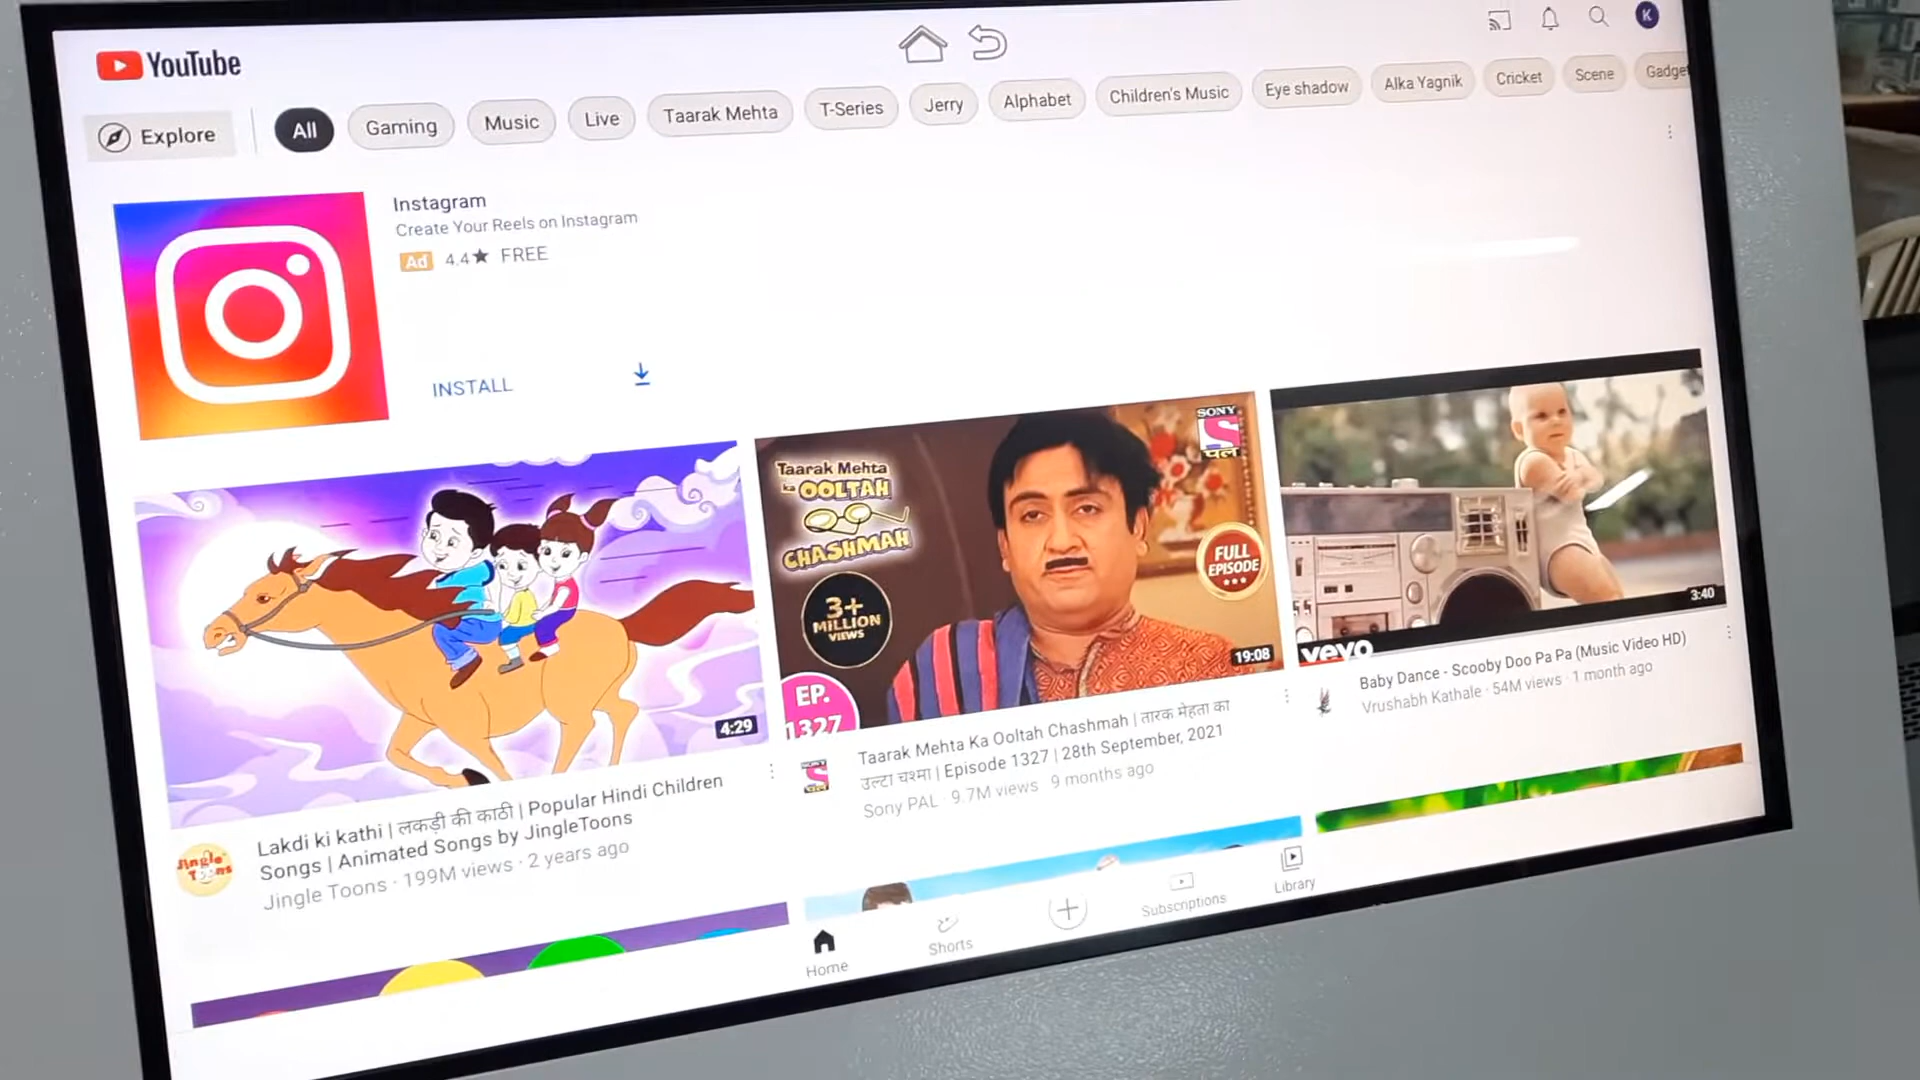 YouTube
K
Explore
All
Gaming
Music
Live
Taarak Mehta
T-Series
Jerry
Alphabet
Children's Music
Eye shadow
Alka Yagnik
Cricket
Scene
Gadget
Instagram
Create Your Reels on Instagram
Ad 4.4★ FREE
INSTALL
4:29
Taarak Mehta
ka OOLTAH
CHASHMAH
3+
MILLION
VIEWS
EP.
1327
SONY
S
पल
FULL
EPISODE
19:08
vevo
3:40
Jingle
Toons
Lakdi ki kathi | लकड़ी की काठी | Popular Hindi Children
Songs | Animated Songs by JingleToons
Jingle Toons · 199M views · 2 years ago
SONY
S
Taarak Mehta Ka Ooltah Chashmah | तारक मेहता का
उल्टा चश्मा | Episode 1327 | 28th September, 2021
Sony PAL · 9.7M views · 9 months ago
Baby Dance - Scooby Doo Pa Pa (Music Video HD)
Vrushabh Kathale · 54M views · 1 month ago
Home
Shorts
Subscriptions
Library